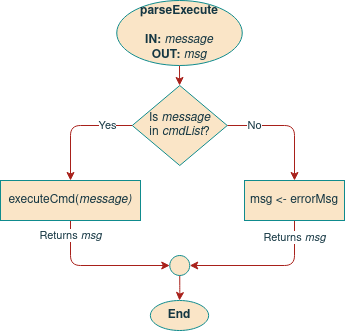 parseExecute
IN: message
OUT: msg
Is message
in cmdList?
Yes
No
executeCmd(message)
msg <- errorMsg
Returns msg
Returns msg
End